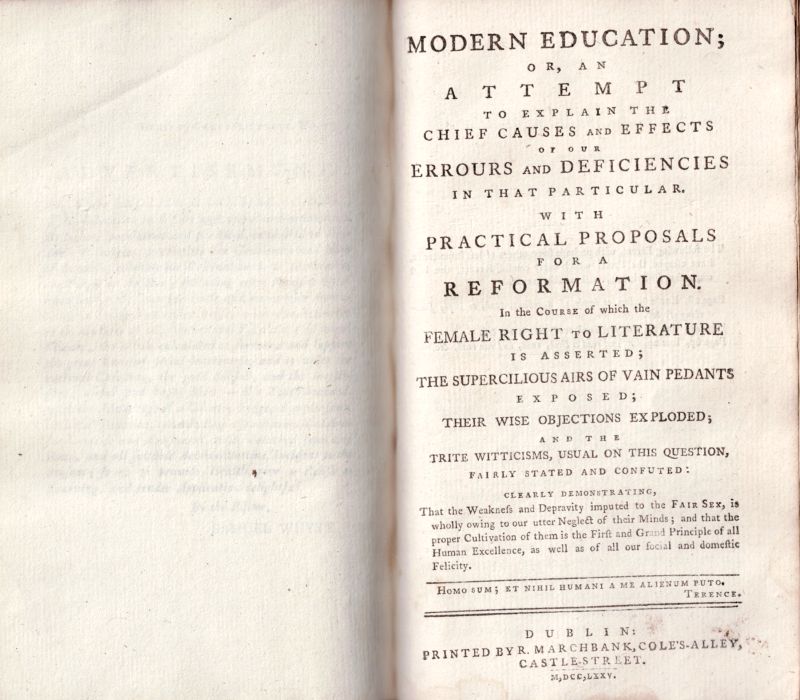 MODERN EDUCATION;
OR, AN
ATTEMPT
TO EXPLAIN THE
CHIEF CAUSES AND EFFECTS
OF OUR
ERROURS AND DEFICIENCIES
IN THAT PARTICULAR.
WITH
PRACTICAL PROPOSALS
FOR A
REFORMATION.
In the COURSE of which the
FEMALE RIGHT TO LITERATURE
IS ASSERTED;
THE SUPERCILIOUS AIRS OF VAIN PEDANTS
EXPOSED;
THEIR WISE OBJECTIONS EXPLODED;
AND THE
TRITE WITTICISMS, USUAL ON THIS QUESTION,
FAIRLY STATED AND CONFUTED:
CLEARLY DEMONSTRATING,
That the Weakneſs and Depravity imputed to the FAIR SEX, is
wholly owing to our utter Neglect of their Minds; and that the
proper Cultivation of them is the Firſt and Grand Principle of all
Human Excellence, as well as of all our ſocial and domeſtic
Felicity.
HOMO SUM; ET NIHIL HUMANI A ME ALIENUM PUTO.
TERENCE.
DUBLIN:
PRINTED BY R. MARCHBANK, COLE'S-ALLEY,
CASTLE-STREET.
M,DCC,LXXV.